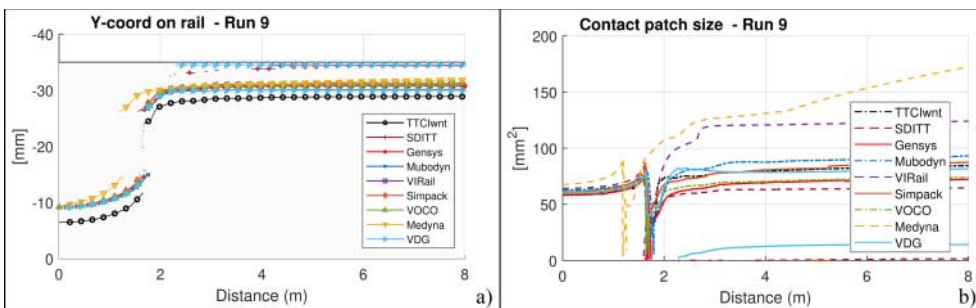 Y-coord on rail - Run 9
-40
-30
-20
-10
0
[mm]
0 2 4 6 8
Distance (m)
TTCIwnt
SDITT
Gensys
Mubodyn
VIRail
Simpack
VOCO
Medyna
VDG
a)
Contact patch size - Run 9
200
150
100
50
0
[mm²]
0 2 4 6 8
Distance (m)
TTCIwnt
SDITT
Gensys
Mubodyn
VIRail
Simpack
VOCO
Medyna
VDG
b)